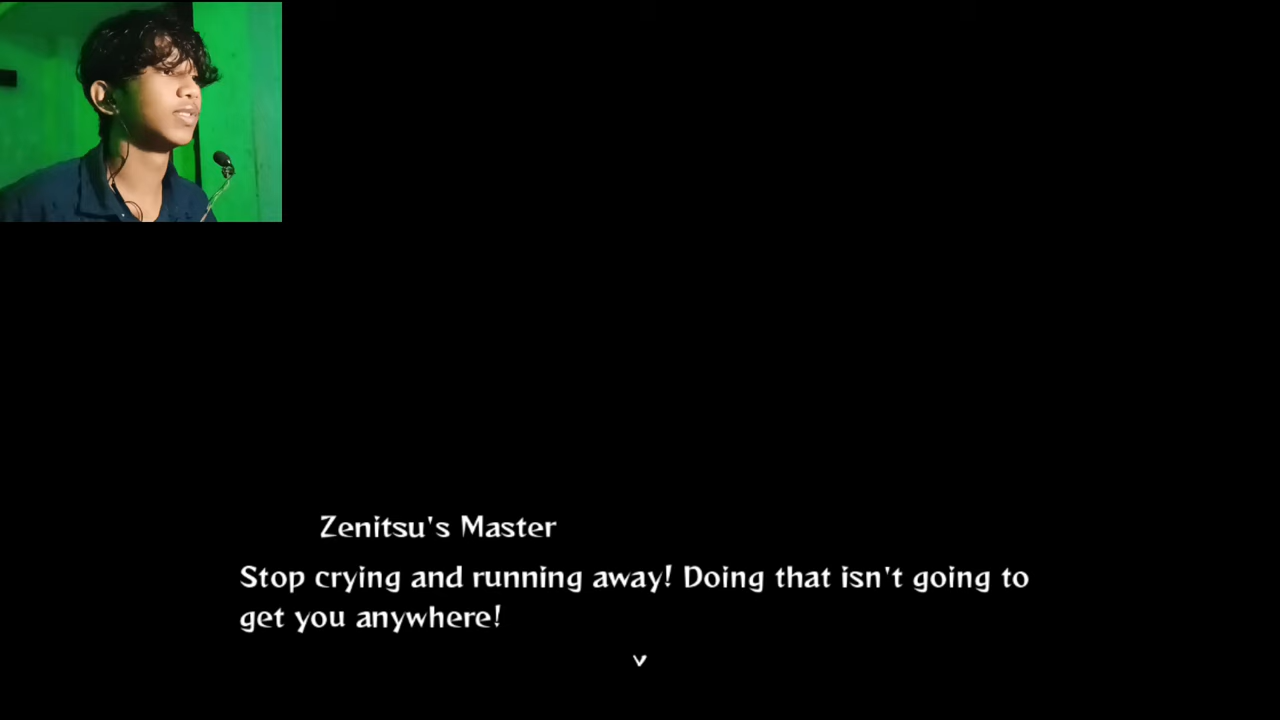 Zenitsu's Master
Stop crying and running away! Doing that isn't going to
get you anywhere!